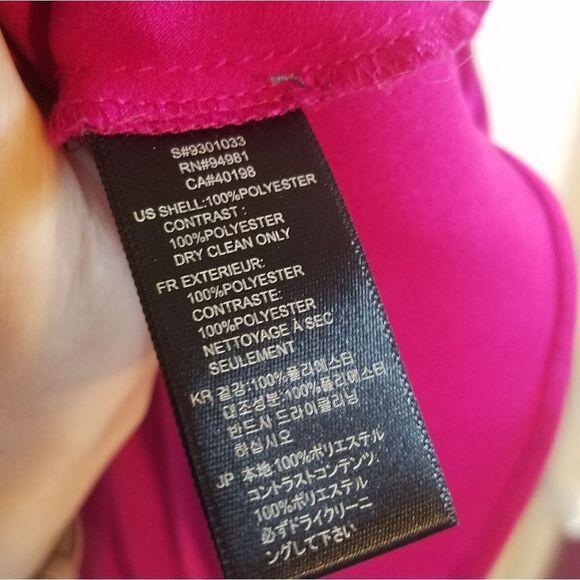 S#9301033
RN#94981
CA#40198
US SHELL:100%POLYESTER
CONTRAST :
100%POLYESTER
DRY CLEAN ONLY
FR EXTERIEUR:
100%POLYESTER
CONTRASTE:
100%POLYESTER
NETTOYAGE À SEC
SEULEMENT
KR 겉감:100%폴리에스터
대조성분:100%폴리에스터
반드시 드라이클리닝
하십시오
JP 本地:100%ポリエステル
コントラストコンテンツ:
100%ポリエステル
必ずドライクリーニ
ングして下さい